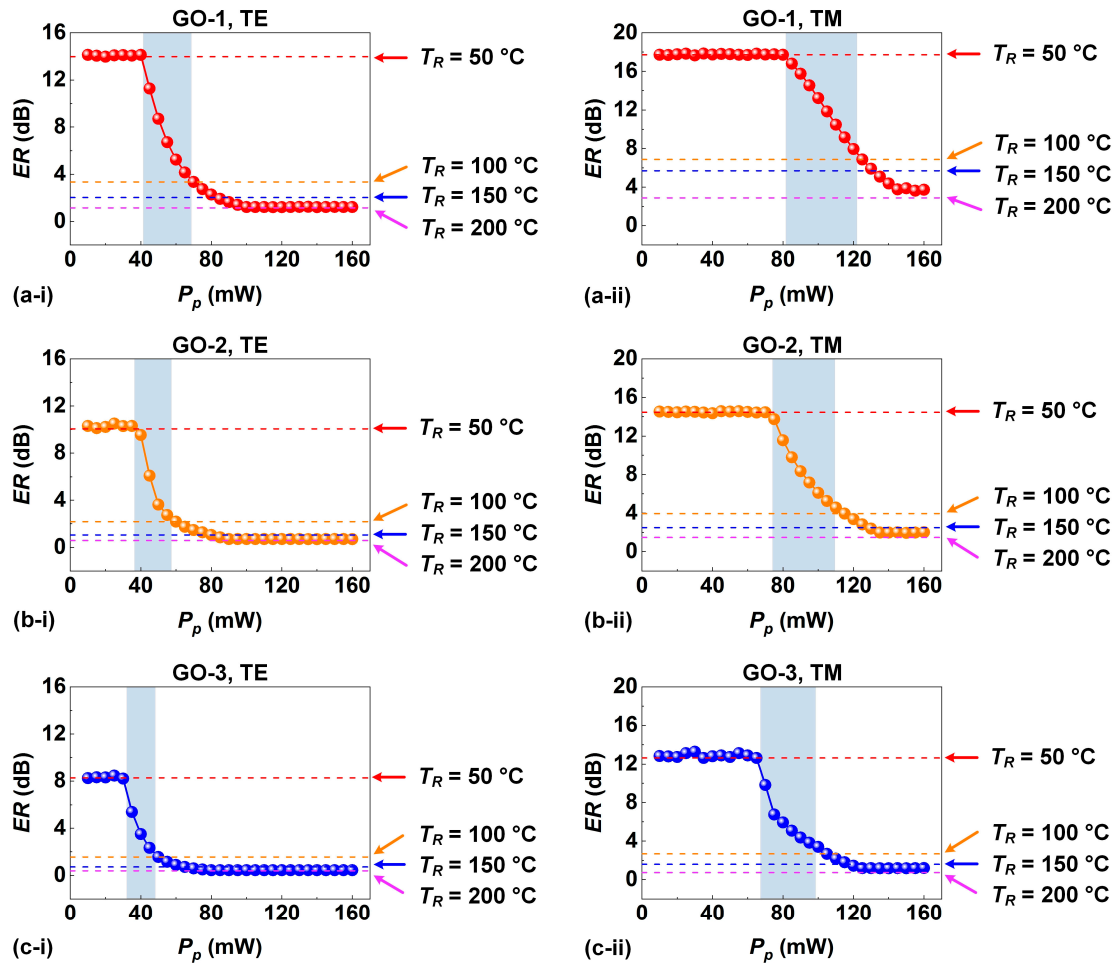 GO-1, TE
16
12
8
4
0
ER (dB)
0 40 80 120 160
P_p (mW)
T_R = 50 °C
T_R = 100 °C
T_R = 150 °C
T_R = 200 °C
(a-i)
GO-1, TM
20
16
12
8
4
0
ER (dB)
0 40 80 120 160
P_p (mW)
T_R = 50 °C
T_R = 100 °C
T_R = 150 °C
T_R = 200 °C
(a-ii)
GO-2, TE
16
12
8
4
0
ER (dB)
0 40 80 120 160
P_p (mW)
T_R = 50 °C
T_R = 100 °C
T_R = 150 °C
T_R = 200 °C
(b-i)
GO-2, TM
20
16
12
8
4
0
ER (dB)
0 40 80 120 160
P_p (mW)
T_R = 50 °C
T_R = 100 °C
T_R = 150 °C
T_R = 200 °C
(b-ii)
GO-3, TE
16
12
8
4
0
ER (dB)
0 40 80 120 160
P_p (mW)
T_R = 50 °C
T_R = 100 °C
T_R = 150 °C
T_R = 200 °C
(c-i)
GO-3, TM
20
16
12
8
4
0
ER (dB)
0 40 80 120 160
P_p (mW)
T_R = 50 °C
T_R = 100 °C
T_R = 150 °C
T_R = 200 °C
(c-ii)